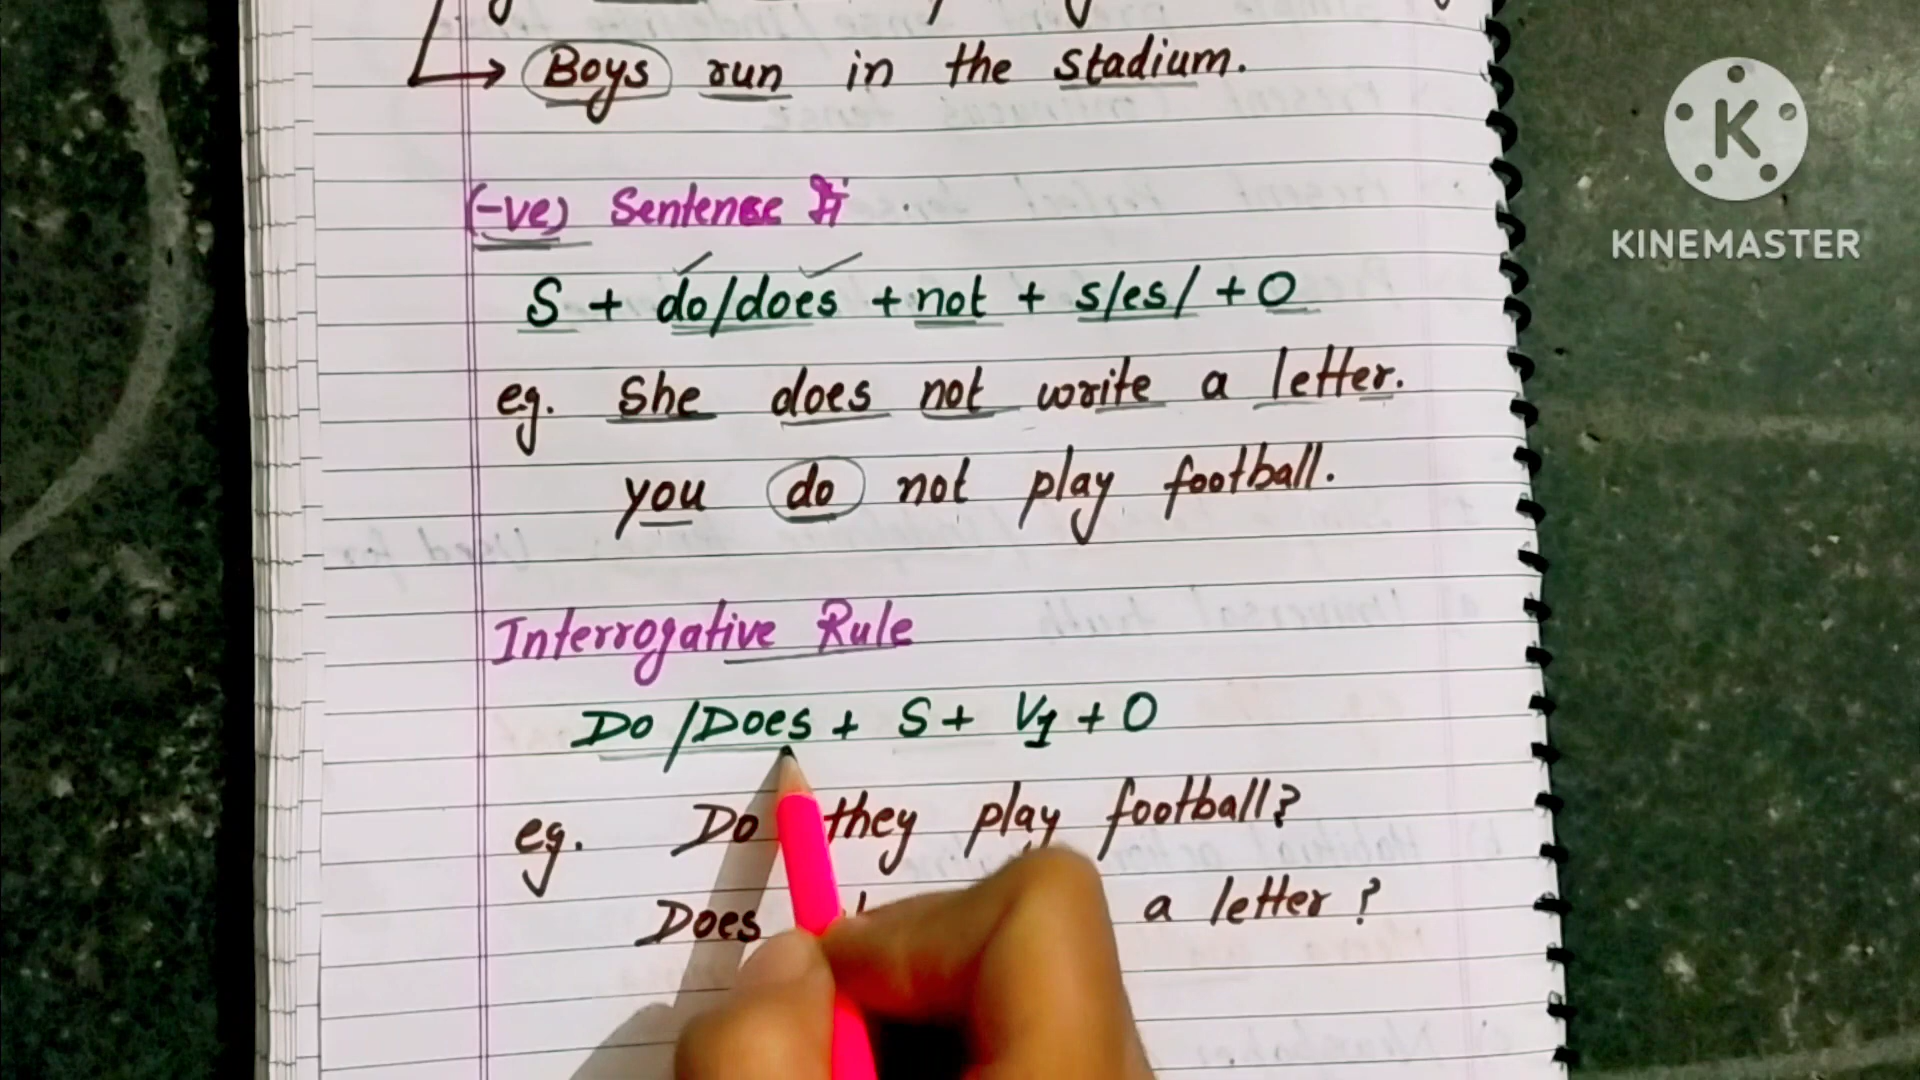 Boys run in the stadium.
K
KINEMASTER
(-ve) Sentence
S + do/does + not + s/es/ + O
eg. She does not write a letter.
you do not play football.
Interrogative Rule
Do /Does + S + V1 + O
eg. Do they play football?
Does a letter?